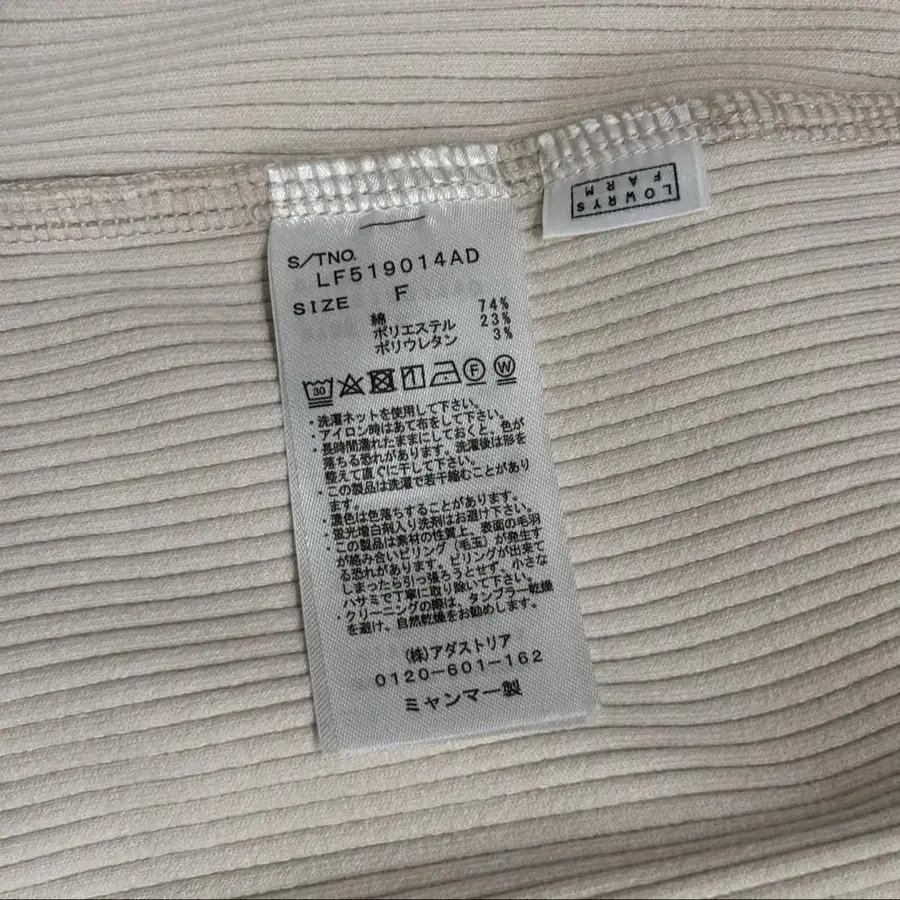 S/TNO.
LF519014AD
SIZE F
綿 74%
ポリエステル 23%
ポリウレタン 3%
30 F W
・洗濯ネットを使用して下さい。
・アイロン時はあて布をして下さい。
・長時間濡れたままにしておくと、色が
落ちる恐れがあります。洗濯後は形を
整えて直ぐに干して下さい。
・この製品は洗濯で若干縮むことがあり
ます。
・濃色は色落ちすることがあります。
・蛍光増白剤入り洗剤はお避け下さい。
・この製品は素材の性質上、表面の毛羽
が絡み合いピリング（毛玉）が発生す
る恐れがあります。ピリングが出来て
しまったら引っ張ろうとせず、小さな
ハサミで丁寧に取り除いて下さい。
・クリーニングの際は、タンブラー乾燥
を避け、自然乾燥をお勧めします。
(株)アダストリア
0120-601-162
ミャンマー製
LOWRYS
FARM